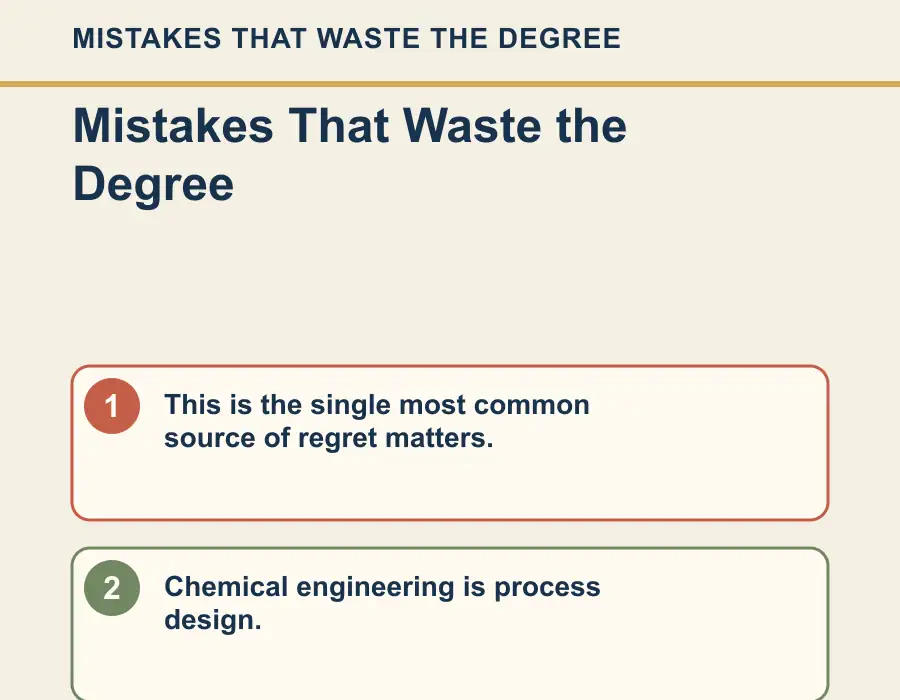 MISTAKES THAT WASTE THE DEGREE
Mistakes That Waste the
Degree
1
This is the single most common
source of regret matters.
2
Chemical engineering is process
design.